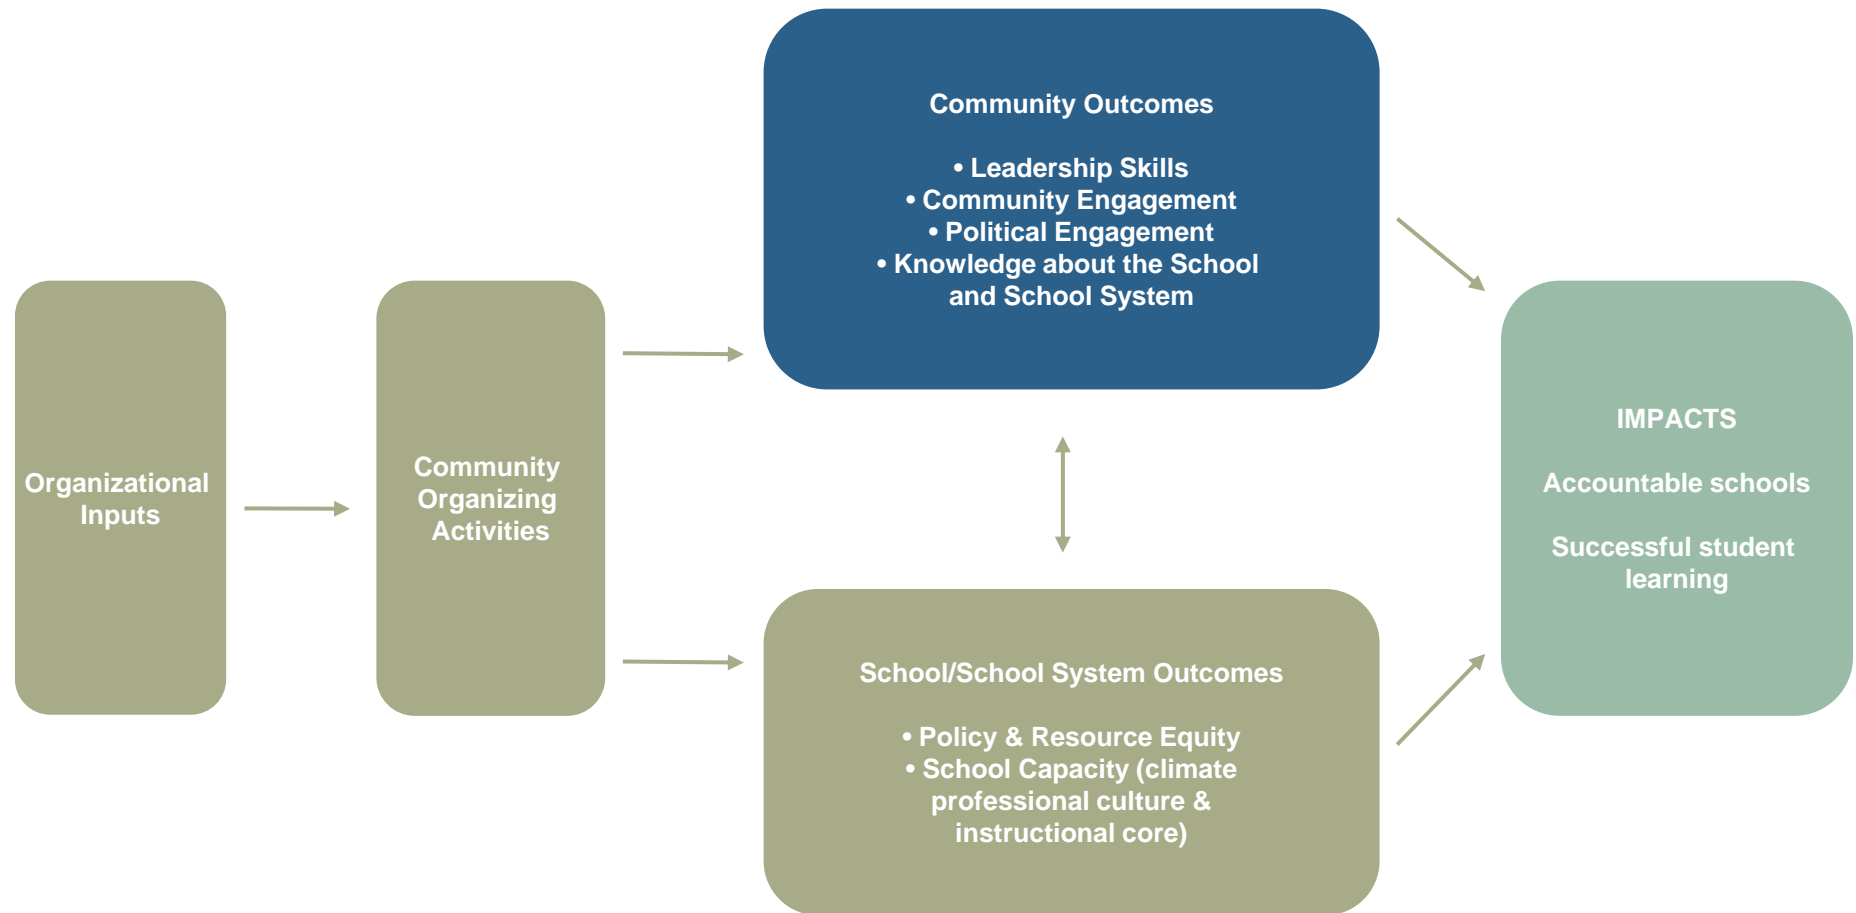 Organizational
Inputs
Community
Organizing
Activities
Community Outcomes
• Leadership Skills
• Community Engagement
• Political Engagement
• Knowledge about the School
and School System
School/School System Outcomes
• Policy & Resource Equity
• School Capacity (climate
professional culture &
instructional core)
IMPACTS
Accountable schools
Successful student
learning